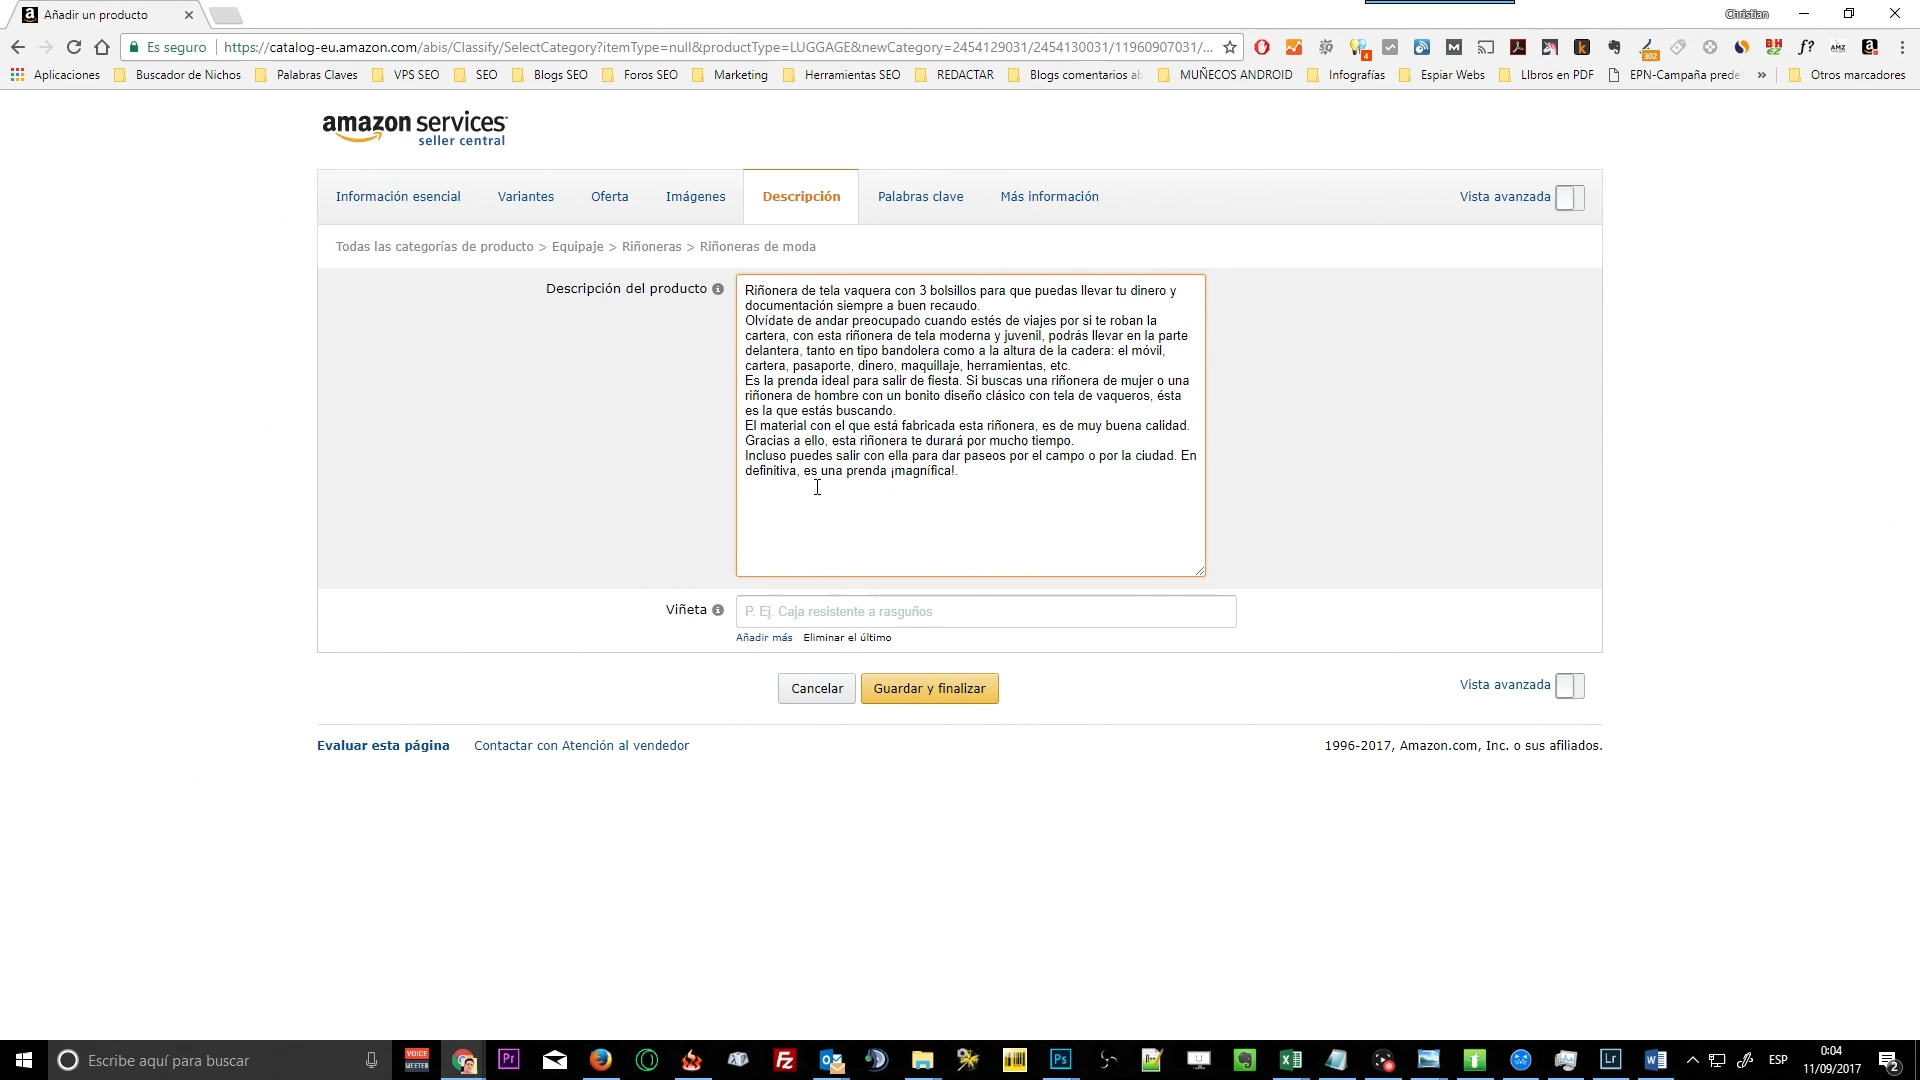 Añadir un producto
Christian
Es seguro
https://catalog-eu.amazon.com/abis/Classify/SelectCategory?itemType=null&productType=LUGGAGE&newCategory=2454129031/2454130031/11960907031/...
Aplicaciones
Buscador de Nichos
Palabras Claves
VPS SEO
SEO
Blogs SEO
Foros SEO
Marketing
Herramientas SEO
REDACTAR
Blogs comentarios ab
MUÑECOS ANDROID
Infografías
Espiar Webs
LIbros en PDF
EPN-Campaña prede
»
Otros marcadores
amazon services
seller central
Información esencial
Variantes
Oferta
Imágenes
Descripción
Palabras clave
Más información
Vista avanzada
Todas las categorías de producto > Equipaje > Riñoneras > Riñoneras de moda
Descripción del producto
Riñonera de tela vaquera con 3 bolsillos para que puedas llevar tu dinero y
documentación siempre a buen recaudo.
Olvídate de andar preocupado cuando estés de viajes por si te roban la
cartera, con esta riñonera de tela moderna y juvenil, podrás llevar en la parte
delantera, tanto en tipo bandolera como a la altura de la cadera: el móvil,
cartera, pasaporte, dinero, maquillaje, herramientas, etc.
Es la prenda ideal para salir de fiesta. Si buscas una riñonera de mujer o una
riñonera de hombre con un bonito diseño clásico con tela de vaqueros, ésta
es la que estás buscando.
El material con el que está fabricada esta riñonera, es de muy buena calidad.
Gracias a ello, esta riñonera te durará por mucho tiempo.
Incluso puedes salir con ella para dar paseos por el campo o por la ciudad. En
definitiva, es una prenda ¡magnífica!.
Viñeta
P. Ej. Caja resistente a rasguños
Añadir más
Eliminar el último
Cancelar
Guardar y finalizar
Vista avanzada
Evaluar esta página
Contactar con Atención al vendedor
1996-2017, Amazon.com, Inc. o sus afiliados.
Escribe aquí para buscar
VOICE
MEETER
ESP
0:04
11/09/2017
2